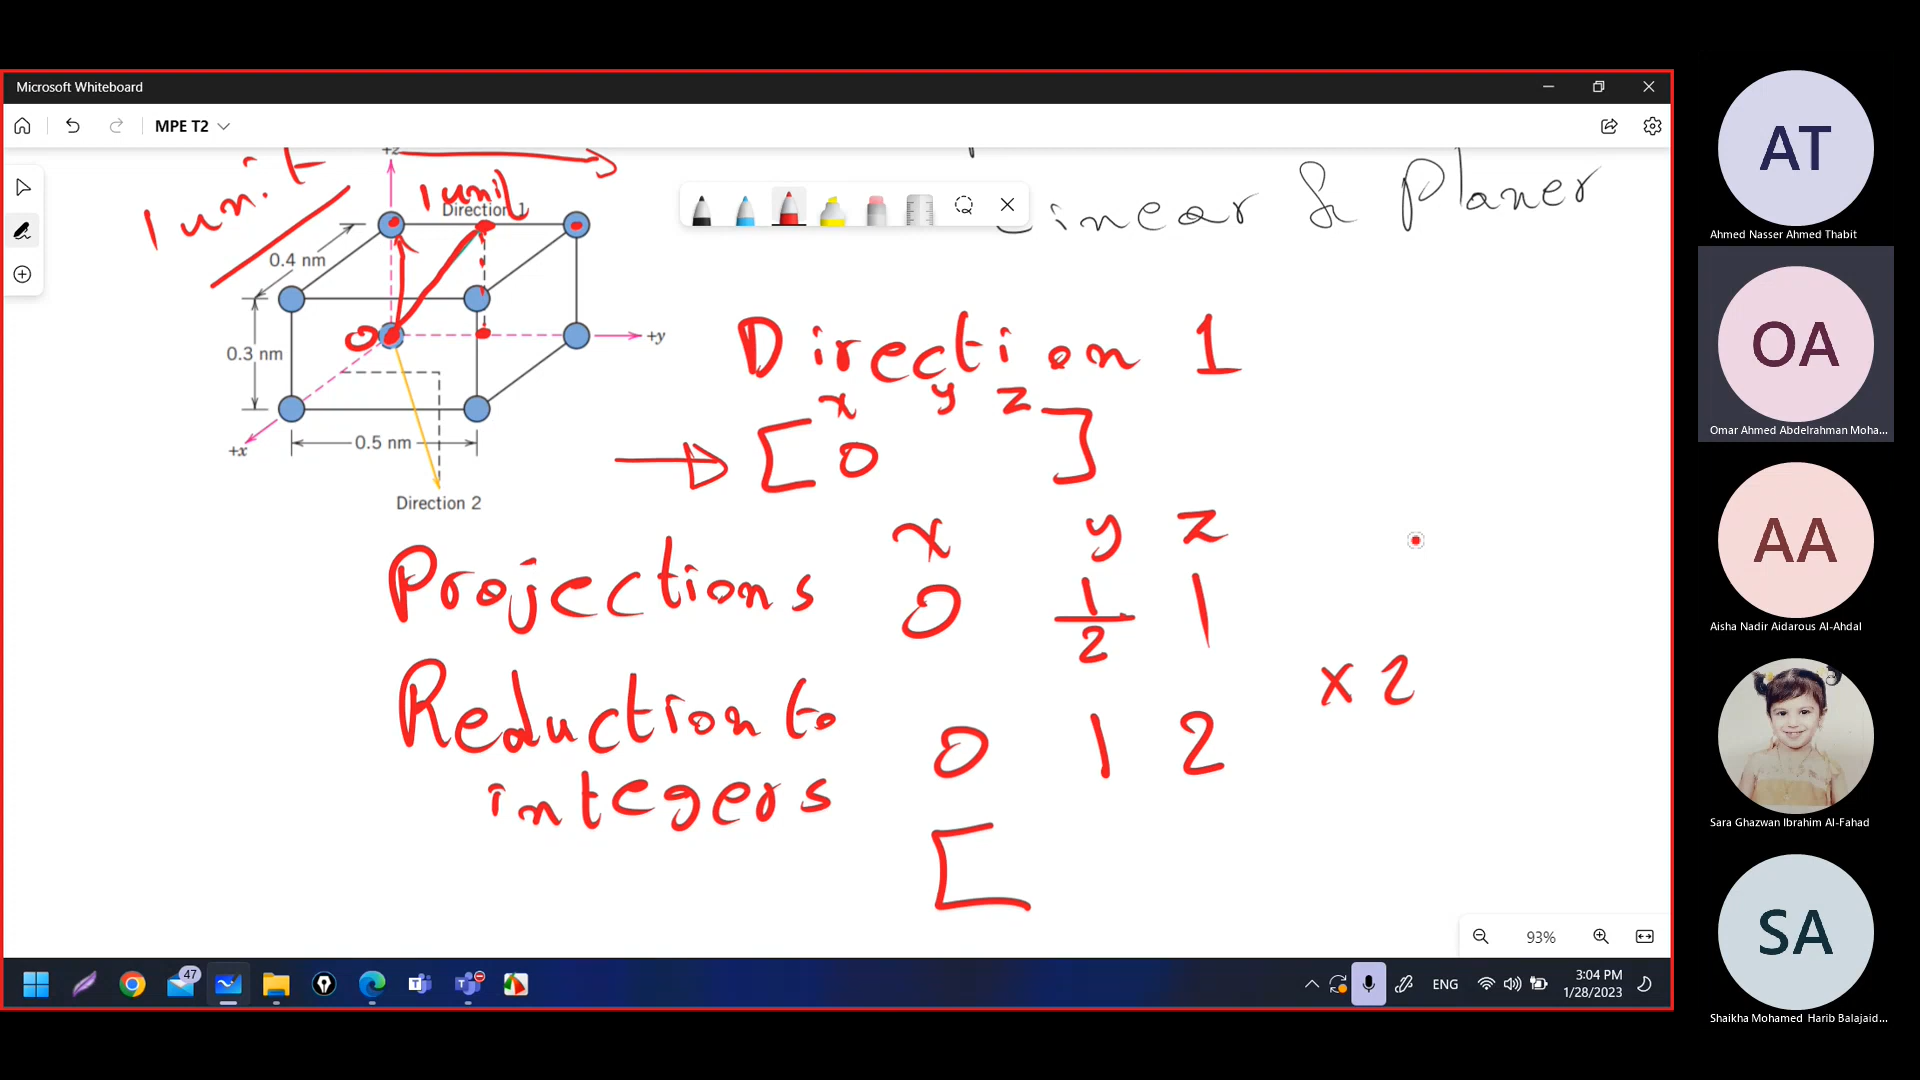 Microsoft Whiteboard
MPE T2
1 unit
+z
1 unit
Direction 1
0.4 nm
0.3 nm
O
+y
+x
0.5 nm
Direction 2
Linear & Planer
Direction 1
x y z
[ 0 ]
x y z
Projections 0 1/2 1
x 2
Reduction to 0 1 2
integers
[
93%
47
ENG
3:04 PM
1/28/2023
AT
Ahmed Nasser Ahmed Thabit
OA
Omar Ahmed Abdelrahman Moha...
AA
Aisha Nadir Aidarous Al-Ahdal
Sara Ghazwan Ibrahim Al-Fahad
SA
Shaikha Mohamed Harib Balajaid...